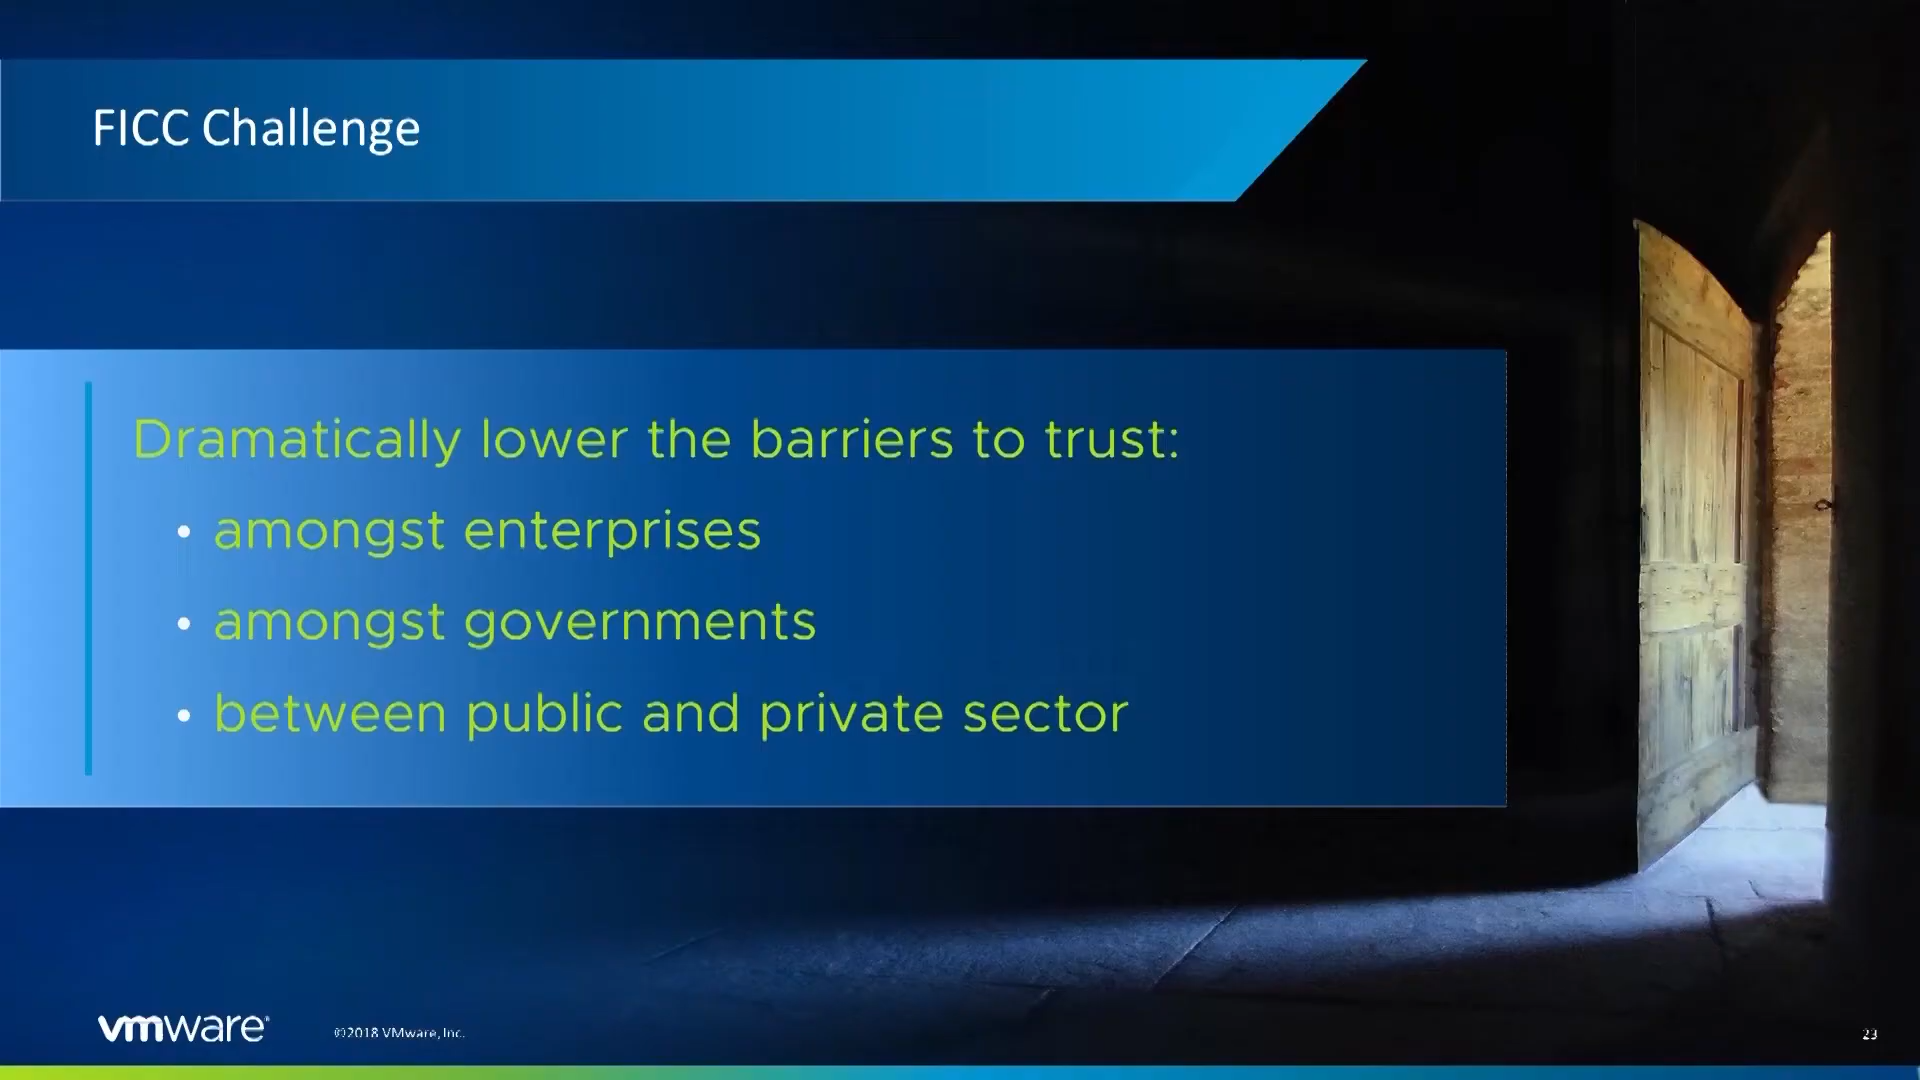 FICC Challenge
Dramatically lower the barriers to trust:
• amongst enterprises
• amongst governments
• between public and private sector
vmware®
©2018 VMware, Inc.
23